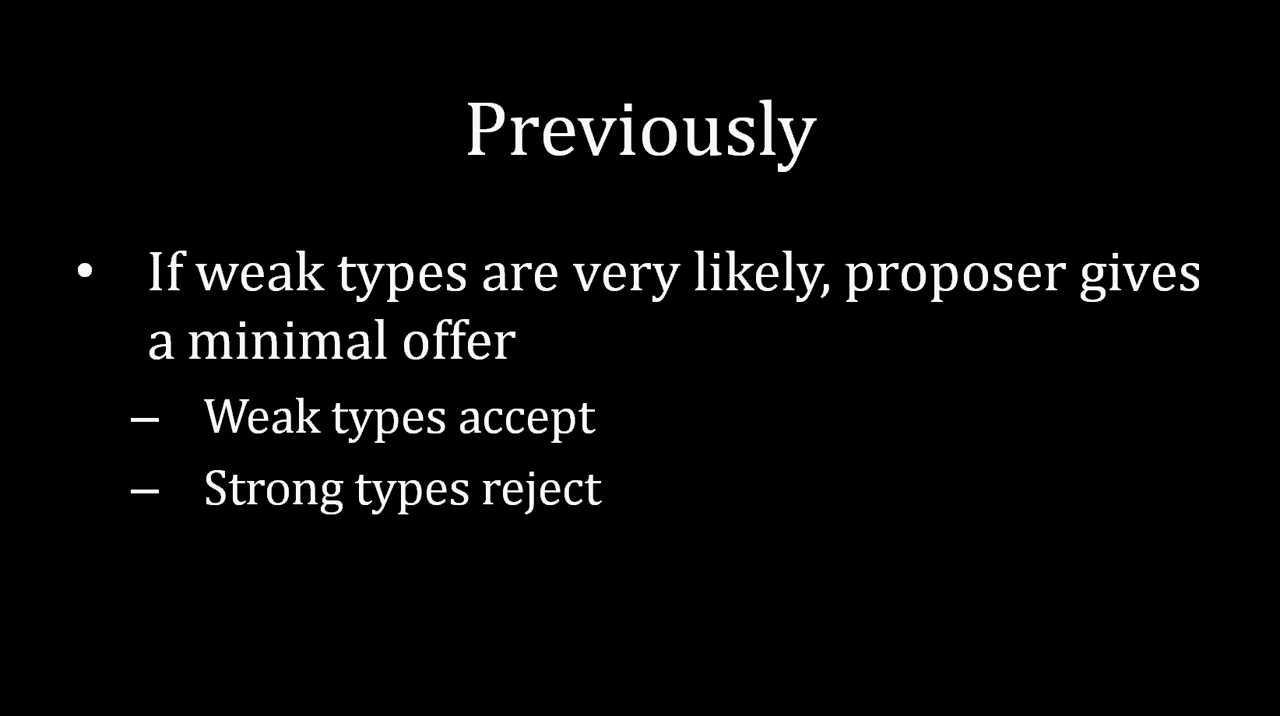 Previously
• If weak types are very likely, proposer gives
a minimal offer
– Weak types accept
– Strong types reject